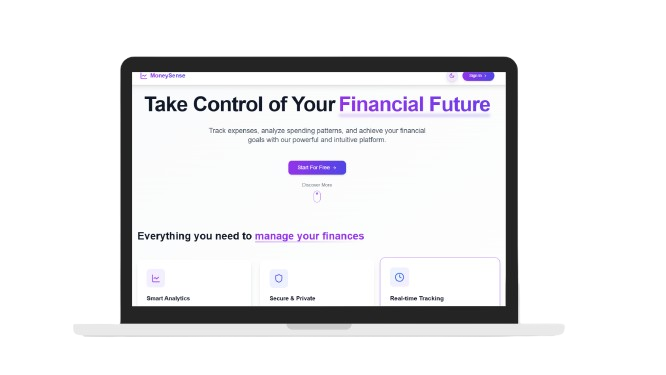 MoneySense
Sign In
Take Control of Your Financial Future
Track expenses, analyze spending patterns, and achieve your financial
goals with our powerful and intuitive platform.
Start For Free
Discover More
Everything you need to manage your finances
Smart Analytics
Secure & Private
Real-time Tracking